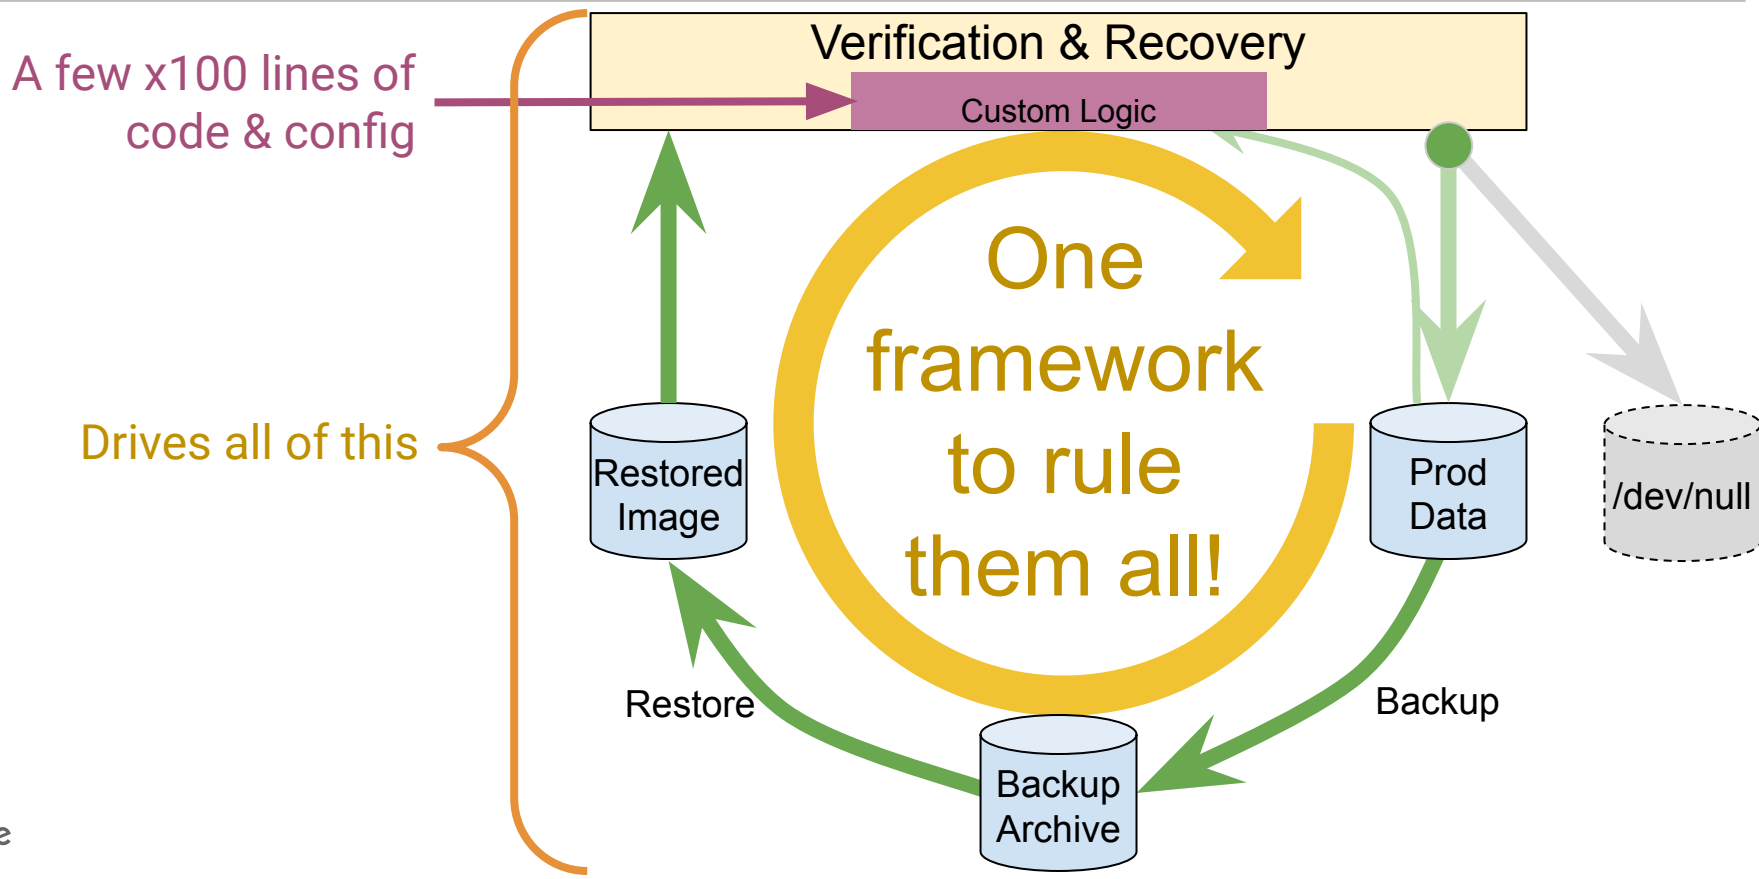 Verification & Recovery
A few x100 lines of
code & config
Custom Logic
One
framework
to rule
them all!
Drives all of this
Restored
Image
Prod
Data
/dev/null
Restore
Backup
Backup
Archive
e